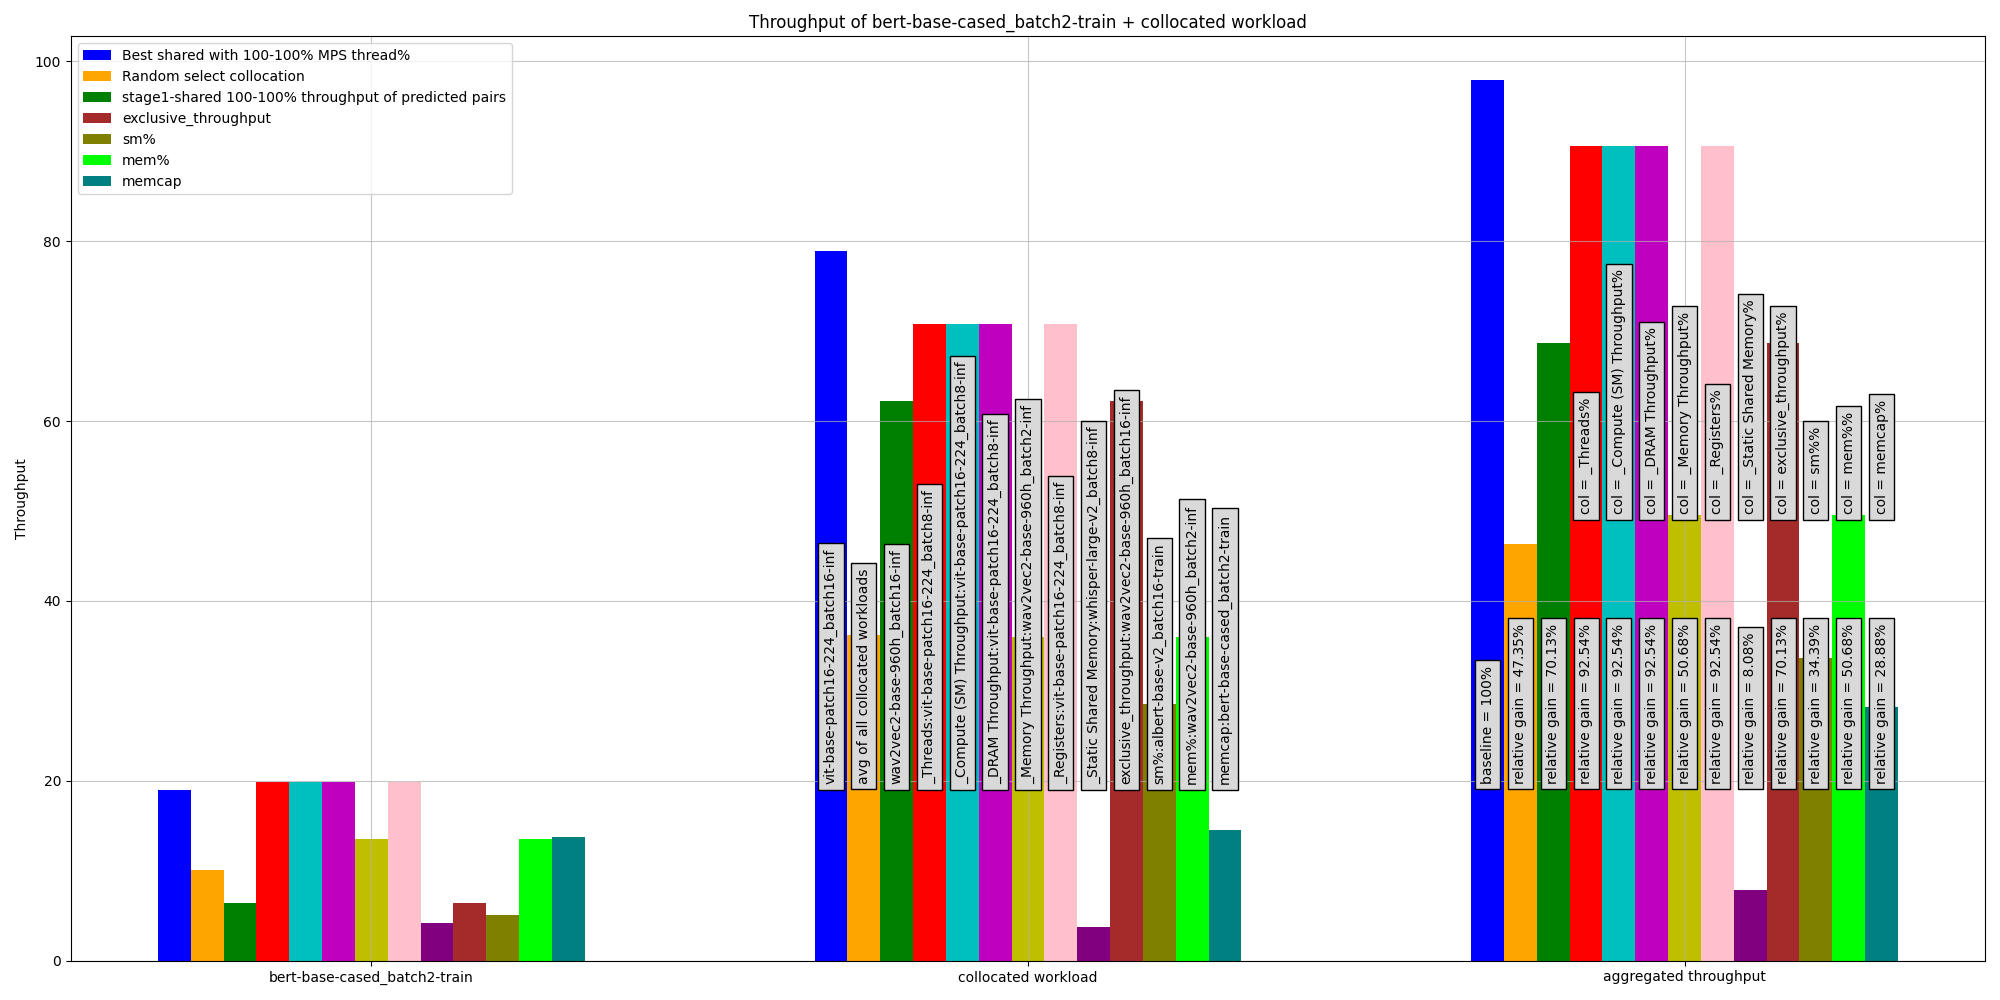 Throughput of bert-base-cased_batch2-train + collocated workload
Best shared with 100-100% MPS thread%
Random select collocation
stage1-shared 100-100% throughput of predicted pairs
exclusive_throughput
sm%
mem%
memcap
Throughput
100
80
60
40
20
0
vit-base-patch16-224_batch16-inf
avg of all collocated workloads
wav2vec2-base-960h_batch16-inf
_Threads:vit-base-patch16-224_batch8-inf
_Compute (SM) Throughput:vit-base-patch16-224_batch8-inf
_DRAM Throughput:vit-base-patch16-224_batch8-inf
_Memory Throughput:wav2vec2-base-960h_batch2-inf
_Registers:vit-base-patch16-224_batch8-inf
_Static Shared Memory:whisper-large-v2_batch8-inf
exclusive_throughput:wav2vec2-base-960h_batch16-inf
sm%:albert-base-v2_batch16-train
mem%:wav2vec2-base-960h_batch2-inf
memcap:bert-base-cased_batch2-train
col = _Threads%
col = _Compute (SM) Throughput%
col = _DRAM Throughput%
col = _Memory Throughput%
col = _Registers%
col = _Static Shared Memory%
col = exclusive_throughput%
col = sm%%
col = mem%%
col = memcap%
baseline = 100%
relative gain = 47.35%
relative gain = 70.13%
relative gain = 92.54%
relative gain = 92.54%
relative gain = 92.54%
relative gain = 50.68%
relative gain = 92.54%
relative gain = 8.08%
relative gain = 70.13%
relative gain = 34.39%
relative gain = 50.68%
relative gain = 28.88%
bert-base-cased_batch2-train
collocated workload
aggregated throughput